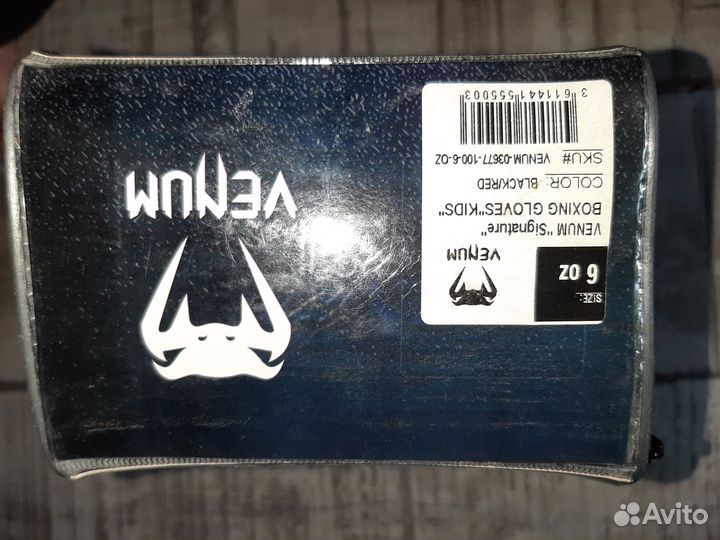 SIZE:
6 OZ
VENUM
VENUM "Signature"
BOXING GLOVES"KIDS"
COLOR: BLACK/RED
SKU# VENUM-03677-100-6-OZ
3 611441 555003
VENUM
Avito